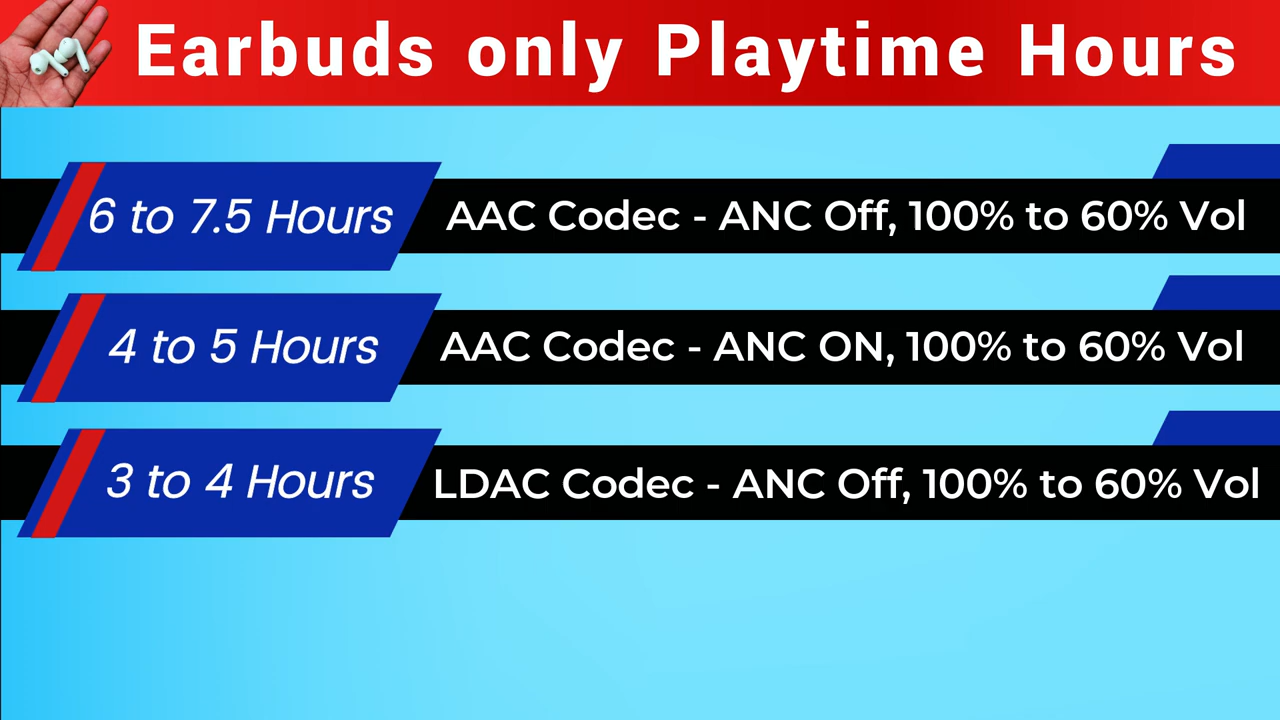 Earbuds only Playtime Hours
6 to 7.5 Hours AAC Codec - ANC Off, 100% to 60% Vol
4 to 5 Hours AAC Codec - ANC ON, 100% to 60% Vol
3 to 4 Hours LDAC Codec - ANC Off, 100% to 60% Vol